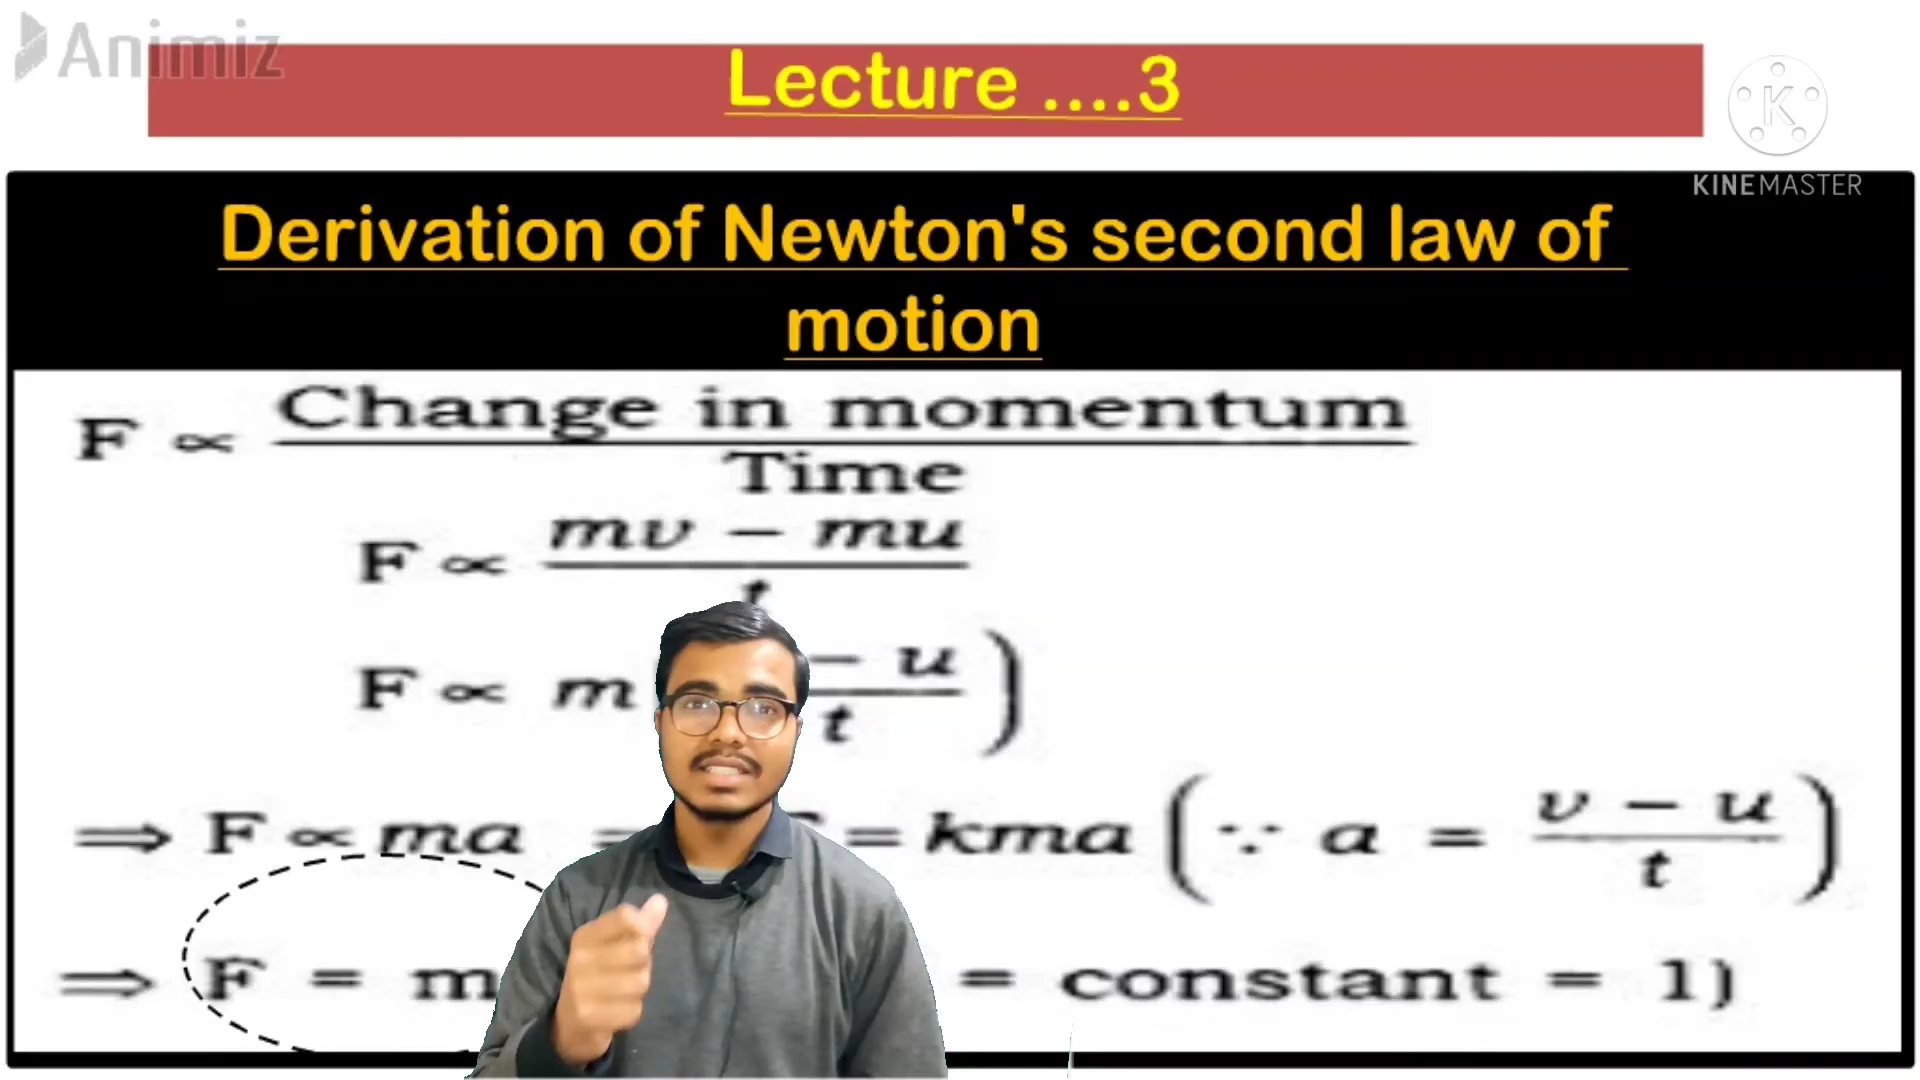 Animiz
Lecture ....3
KINEMASTER
Derivation of Newton's second law of
motion
F ∝ Change in momentum
Time
F ∝ mv − mu
t
F ∝ m − u )
t
⇒ F ∝ ma = = kma ( ∵ a = v − u )
t
⇒ F = m = constant = 1)